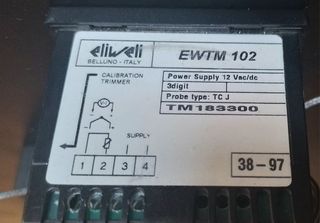 eliweli
BELLUNO - ITALY
EWTM 102
CALIBRATION
TRIMMER
Power Supply 12 Vac/dc
3digit
Probe type: TC J
TM183300
SUPPLY
1 2 3 4
38-97